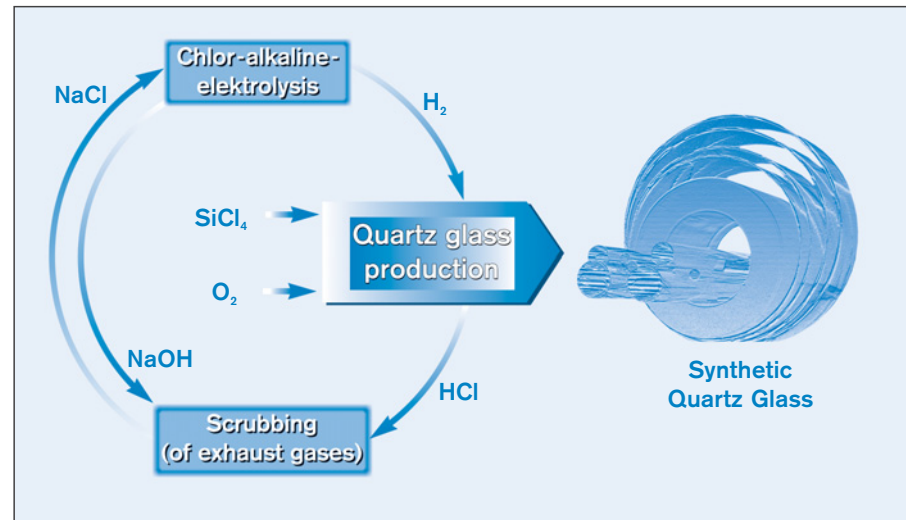 Chlor-alkaline-
elektrolysis
NaCl
H₂
SiCl₄
Quartz glass
production
O₂
NaOH
HCl
Synthetic
Quartz Glass
Scrubbing
(of exhaust gases)